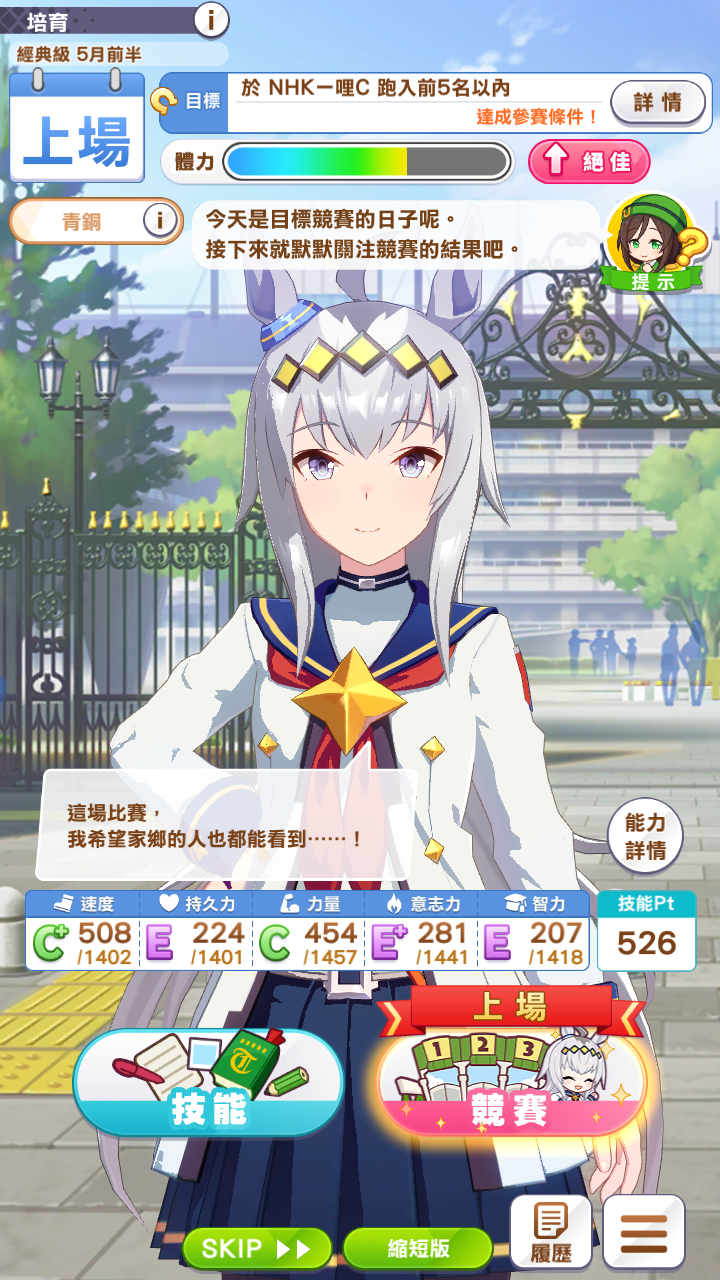 培育
i
經典級 5月前半
上場
目標
於 NHK一哩C 跑入前5名以內
達成參賽條件！
詳情
體力
絕佳
青銅
i
今天是目標競賽的日子呢。
接下來就默默關注競賽的結果吧。
提示
這場比賽，
我希望家鄉的人也都能看到……！
能力
詳情
速度 持久力 力量 意志力 智力 技能Pt
C+ 508 E 224 C 454 E+ 281 E 207 526
/1402 /1401 /1457 /1441 /1418
上場
1 2 3
技能
競賽
SKIP
縮短版
履歷